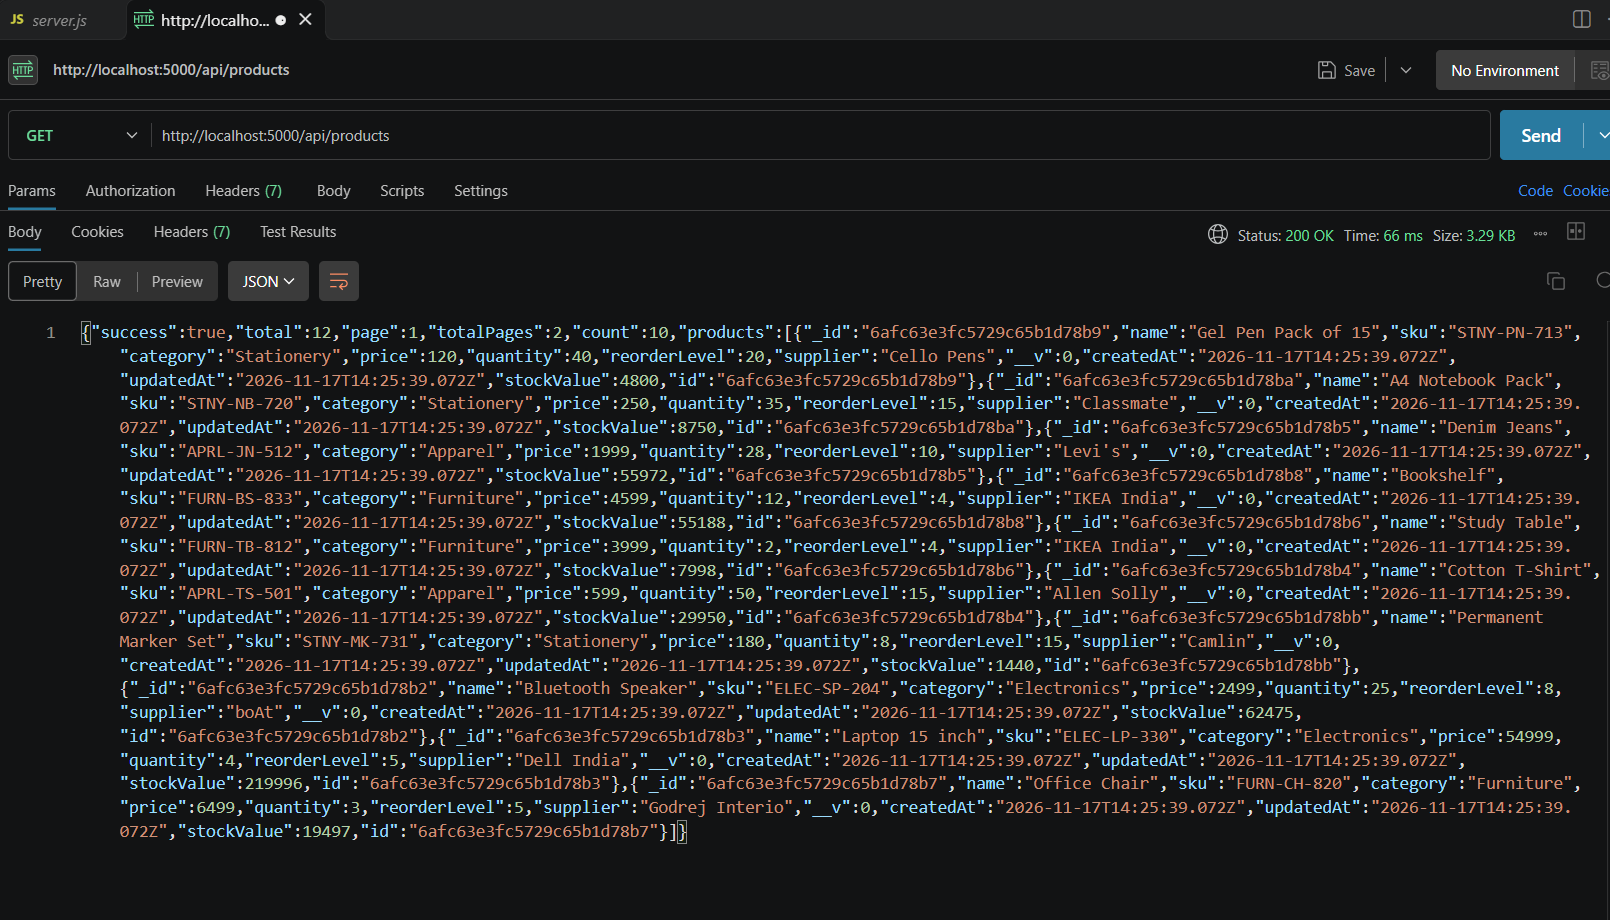 JS server.js
HTTP http://localho...
HTTP http://localhost:5000/api/products
Save
No Environment
GET http://localhost:5000/api/products
Send
Params Authorization Headers (7) Body Scripts Settings
Code Cookie
Body Cookies Headers (7) Test Results
Status: 200 OK Time: 66 ms Size: 3.29 KB
Pretty Raw Preview JSON
1 {"success":true,"total":12,"page":1,"totalPages":2,"count":10,"products":[{"_id":"6afc63e3fc5729c65b1d78b9","name":"Gel Pen Pack of 15","sku":"STNY-PN-713",
"category":"Stationery","price":120,"quantity":40,"reorderLevel":20,"supplier":"Cello Pens","__v":0,"createdAt":"2026-11-17T14:25:39.072Z",
"updatedAt":"2026-11-17T14:25:39.072Z","stockValue":4800,"id":"6afc63e3fc5729c65b1d78b9"},{"_id":"6afc63e3fc5729c65b1d78ba","name":"A4 Notebook Pack",
"sku":"STNY-NB-720","category":"Stationery","price":250,"quantity":35,"reorderLevel":15,"supplier":"Classmate","__v":0,"createdAt":"2026-11-17T14:25:39.
072Z","updatedAt":"2026-11-17T14:25:39.072Z","stockValue":8750,"id":"6afc63e3fc5729c65b1d78ba"},{"_id":"6afc63e3fc5729c65b1d78b5","name":"Denim Jeans",
"sku":"APRL-JN-512","category":"Apparel","price":1999,"quantity":28,"reorderLevel":10,"supplier":"Levi's","__v":0,"createdAt":"2026-11-17T14:25:39.072Z",
"updatedAt":"2026-11-17T14:25:39.072Z","stockValue":55972,"id":"6afc63e3fc5729c65b1d78b5"},{"_id":"6afc63e3fc5729c65b1d78b8","name":"Bookshelf",
"sku":"FURN-BS-833","category":"Furniture","price":4599,"quantity":12,"reorderLevel":4,"supplier":"IKEA India","__v":0,"createdAt":"2026-11-17T14:25:39.
072Z","updatedAt":"2026-11-17T14:25:39.072Z","stockValue":55188,"id":"6afc63e3fc5729c65b1d78b8"},{"_id":"6afc63e3fc5729c65b1d78b6","name":"Study Table",
"sku":"FURN-TB-812","category":"Furniture","price":3999,"quantity":2,"reorderLevel":4,"supplier":"IKEA India","__v":0,"createdAt":"2026-11-17T14:25:39.
072Z","updatedAt":"2026-11-17T14:25:39.072Z","stockValue":7998,"id":"6afc63e3fc5729c65b1d78b6"},{"_id":"6afc63e3fc5729c65b1d78b4","name":"Cotton T-Shirt",
"sku":"APRL-TS-501","category":"Apparel","price":599,"quantity":50,"reorderLevel":15,"supplier":"Allen Solly","__v":0,"createdAt":"2026-11-17T14:25:39.
072Z","updatedAt":"2026-11-17T14:25:39.072Z","stockValue":29950,"id":"6afc63e3fc5729c65b1d78b4"},{"_id":"6afc63e3fc5729c65b1d78bb","name":"Permanent
Marker Set","sku":"STNY-MK-731","category":"Stationery","price":180,"quantity":8,"reorderLevel":15,"supplier":"Camlin","__v":0,
"createdAt":"2026-11-17T14:25:39.072Z","updatedAt":"2026-11-17T14:25:39.072Z","stockValue":1440,"id":"6afc63e3fc5729c65b1d78bb"},
{"_id":"6afc63e3fc5729c65b1d78b2","name":"Bluetooth Speaker","sku":"ELEC-SP-204","category":"Electronics","price":2499,"quantity":25,"reorderLevel":8,
"supplier":"boAt","__v":0,"createdAt":"2026-11-17T14:25:39.072Z","updatedAt":"2026-11-17T14:25:39.072Z","stockValue":62475,
"id":"6afc63e3fc5729c65b1d78b2"},{"_id":"6afc63e3fc5729c65b1d78b3","name":"Laptop 15 inch","sku":"ELEC-LP-330","category":"Electronics","price":54999,
"quantity":4,"reorderLevel":5,"supplier":"Dell India","__v":0,"createdAt":"2026-11-17T14:25:39.072Z","updatedAt":"2026-11-17T14:25:39.072Z",
"stockValue":219996,"id":"6afc63e3fc5729c65b1d78b3"},{"_id":"6afc63e3fc5729c65b1d78b7","name":"Office Chair","sku":"FURN-CH-820","category":"Furniture",
"price":6499,"quantity":3,"reorderLevel":5,"supplier":"Godrej Interio","__v":0,"createdAt":"2026-11-17T14:25:39.072Z","updatedAt":"2026-11-17T14:25:39.
072Z","stockValue":19497,"id":"6afc63e3fc5729c65b1d78b7"}]}